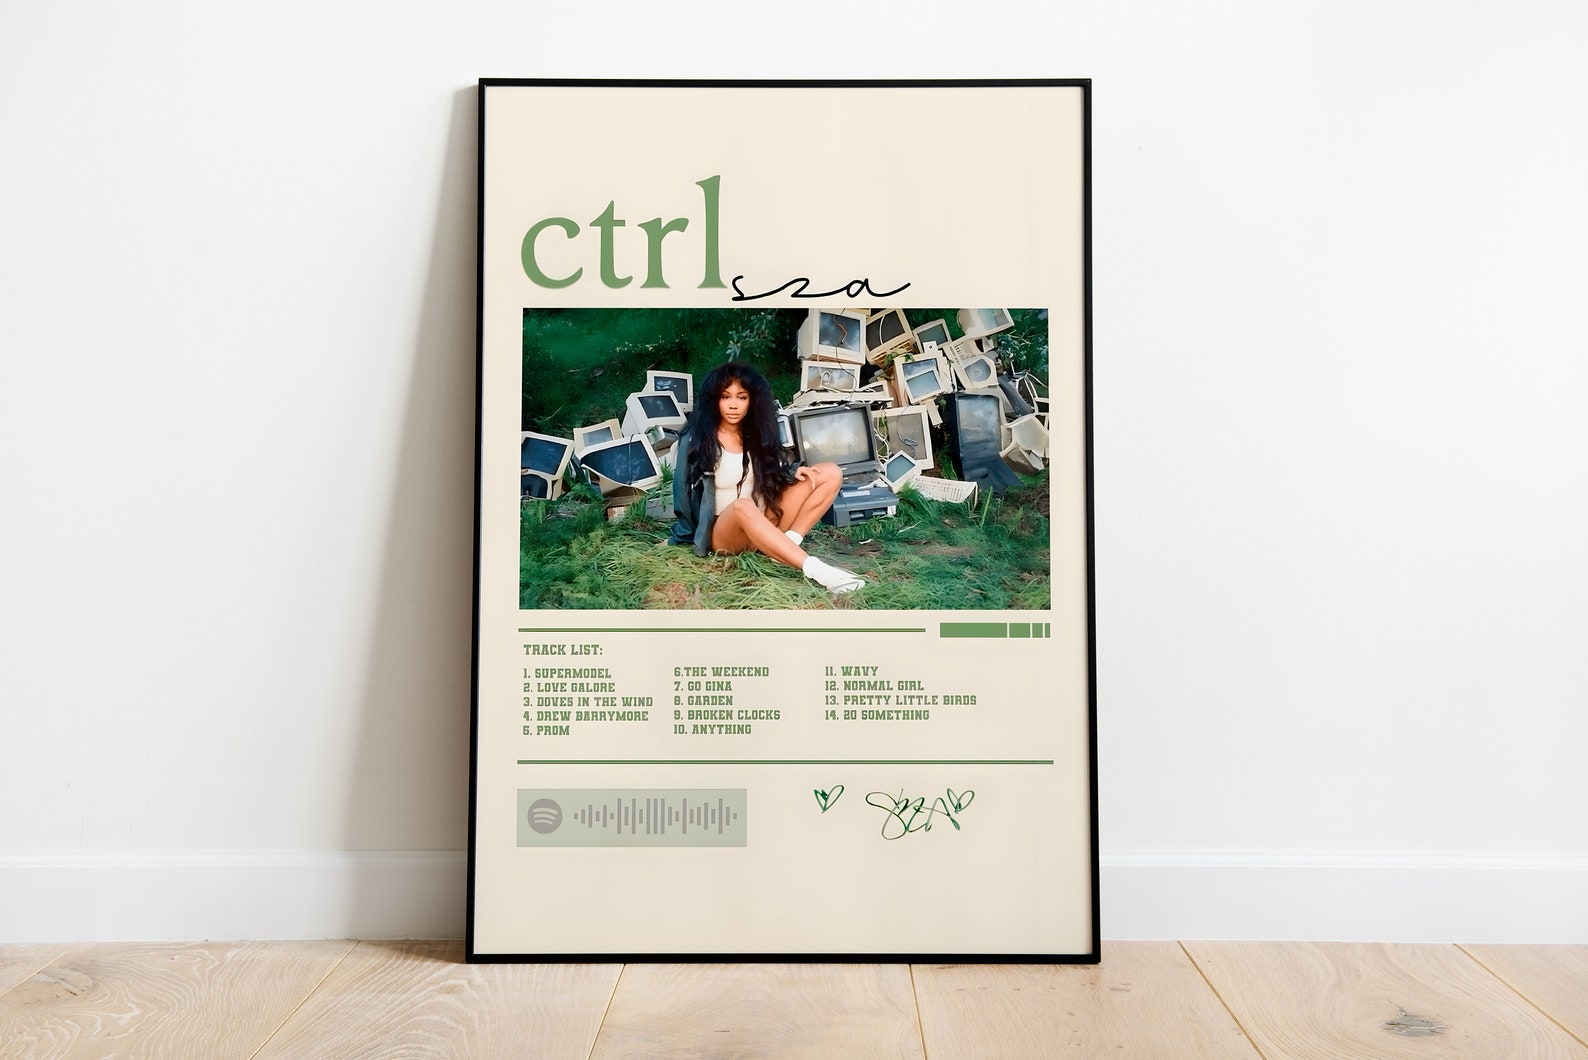 ctrl
sza
TRACK LIST:
1. SUPERMODEL
2. LOVE GALORE
3. DOVES IN THE WIND
4. DREW BARRYMORE
5. PROM
6.THE WEEKEND
7. GO GINA
8. GARDEN
9. BROKEN CLOCKS
10. ANYTHING
11. WAVY
12. NORMAL GIRL
13. PRETTY LITTLE BIRDS
14. 20 SOMETHING
SZA